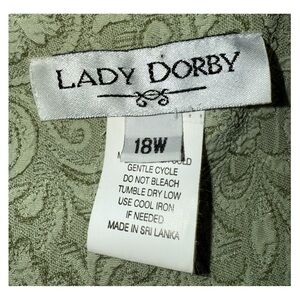 LADY DORBY
18W
GENTLE CYCLE
DO NOT BLEACH
TUMBLE DRY LOW
USE COOL IRON
IF NEEDED
MADE IN SRI LANKA